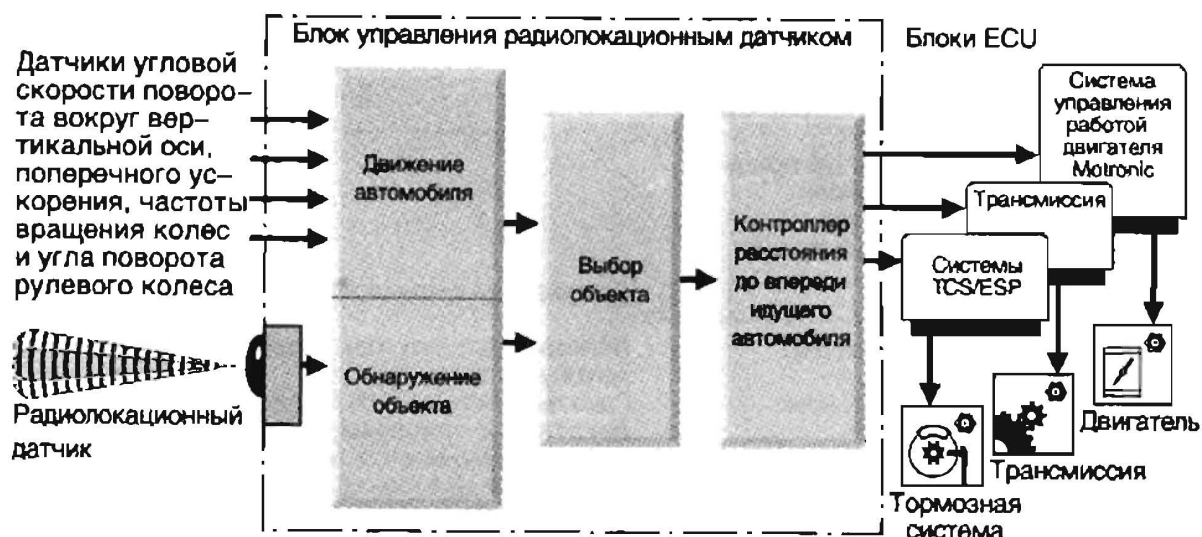 Блок управления радиолокационным датчиком
Блоки ECU
Датчики угловой
скорости поворо-
та вокруг вер-
тикальной оси,
поперечного ус-
корения, частоты
вращения колес
и угла поворота
рулевого колеса
Радиолокационный
датчик
Движение
автомобиля
Обнаружение
объекта
Выбор
объекта
Контроллер
расстояния
до впереди
идущего
автомобиля
Система
управления
работой
двигателя
Motronic
Трансмиссия
Системы
TCS/ESP
Двигатель
Трансмиссия
Тормозная
система